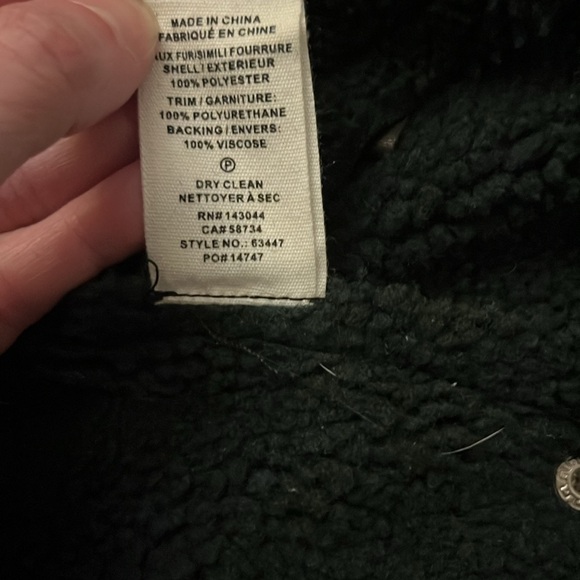 MADE IN CHINA
FABRIQUÉ EN CHINE
UX FUR/SIMILI FOURRURE
SHELL/EXTERIEUR
100% POLYESTER
TRIM/GARNITURE:
100% POLYURETHANE
BACKING/ENVERS:
100% VISCOSE
P
DRY CLEAN
NETTOYER À SEC
RN# 143044
CA# 58734
STYLE NO.: 63447
PO# 14747